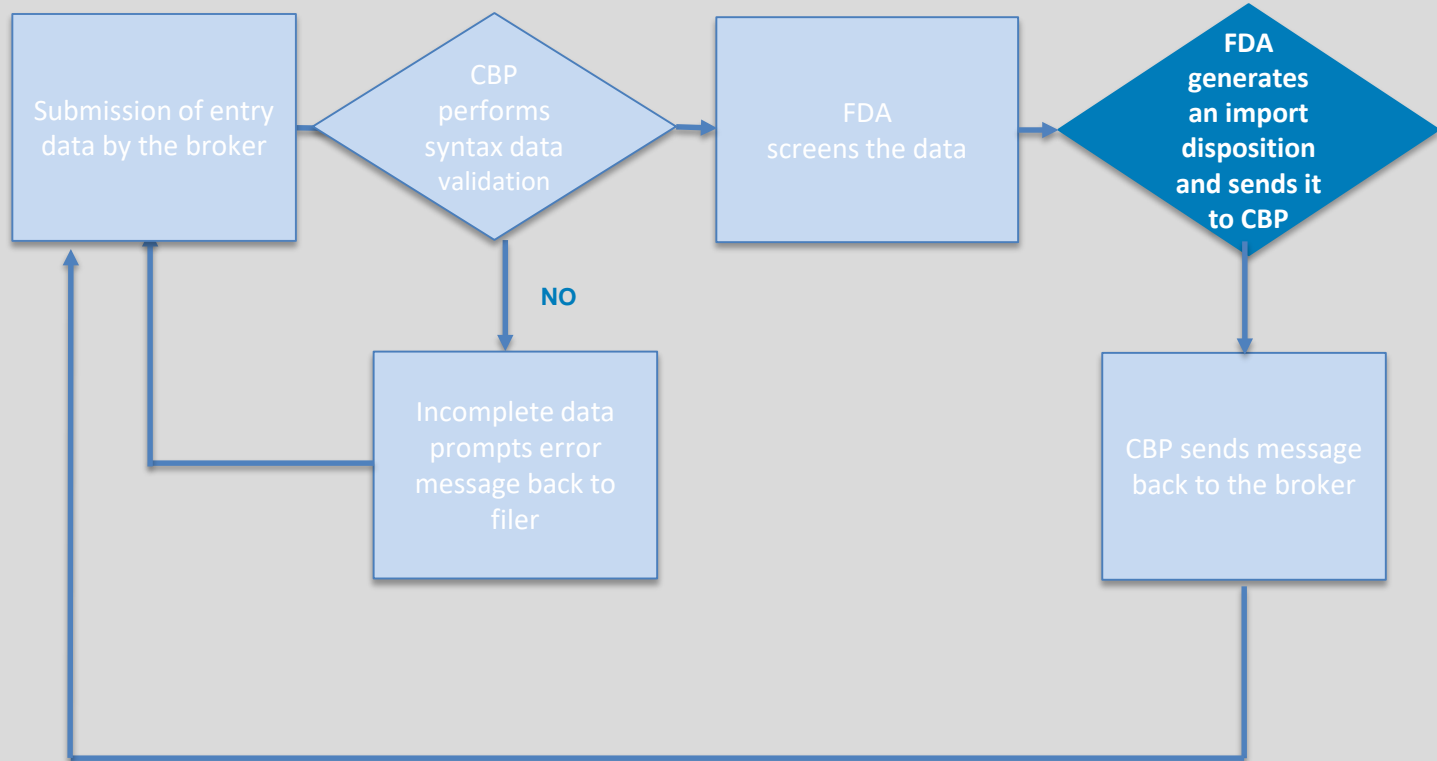 Submission of entry
data by the broker
CBP
performs
syntax data
validation
FDA
screens the data
FDA
generates
an import
disposition
and sends it
to CBP
NO
Incomplete data
prompts error
message back to
filer
CBP sends message
back to the broker